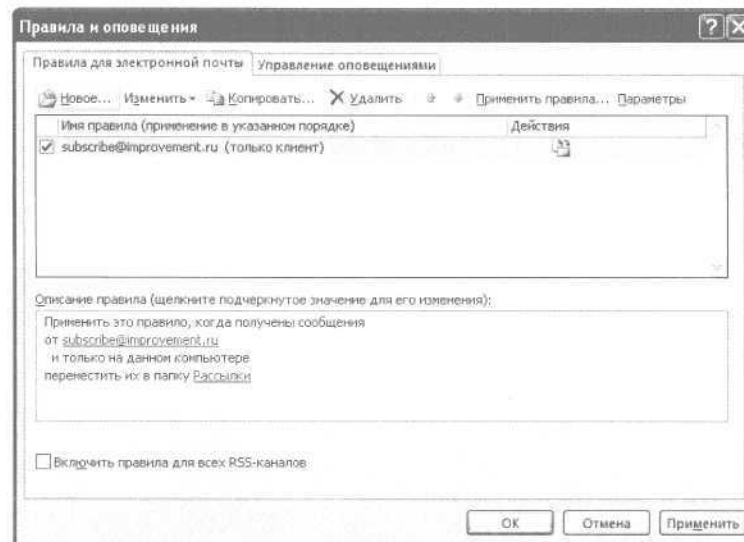 Правила и оповещения
Правила для электронной почты Управление оповещениями
Новое... Изменить Копировать... Удалить Применить правила... Параметры
Имя правила (применение в указанном порядке) Действия
subscribe@improvement.ru (только клиент)
Описание правила (щелкните подчеркнутое значение для его изменения):
Применить это правило, когда получены сообщения
от subscribe@improvement.ru
и только на данном компьютере
переместить их в папку Рассылки
Включить правила для всех RSS-каналов
ОК Отмена Применить